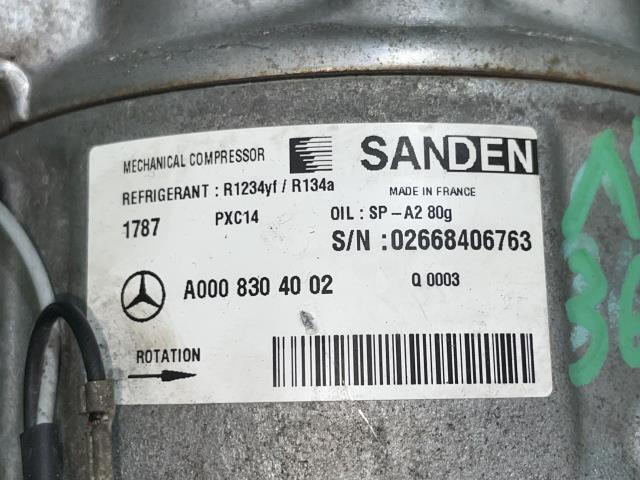 MECHANICAL COMPRESSOR SANDEN
REFRIGERANT : R1234yf / R134a MADE IN FRANCE
1787 PXC14 OIL : SP-A2 80g
S/N : 02668406763
A000 830 40 02 Q 0003
ROTATION